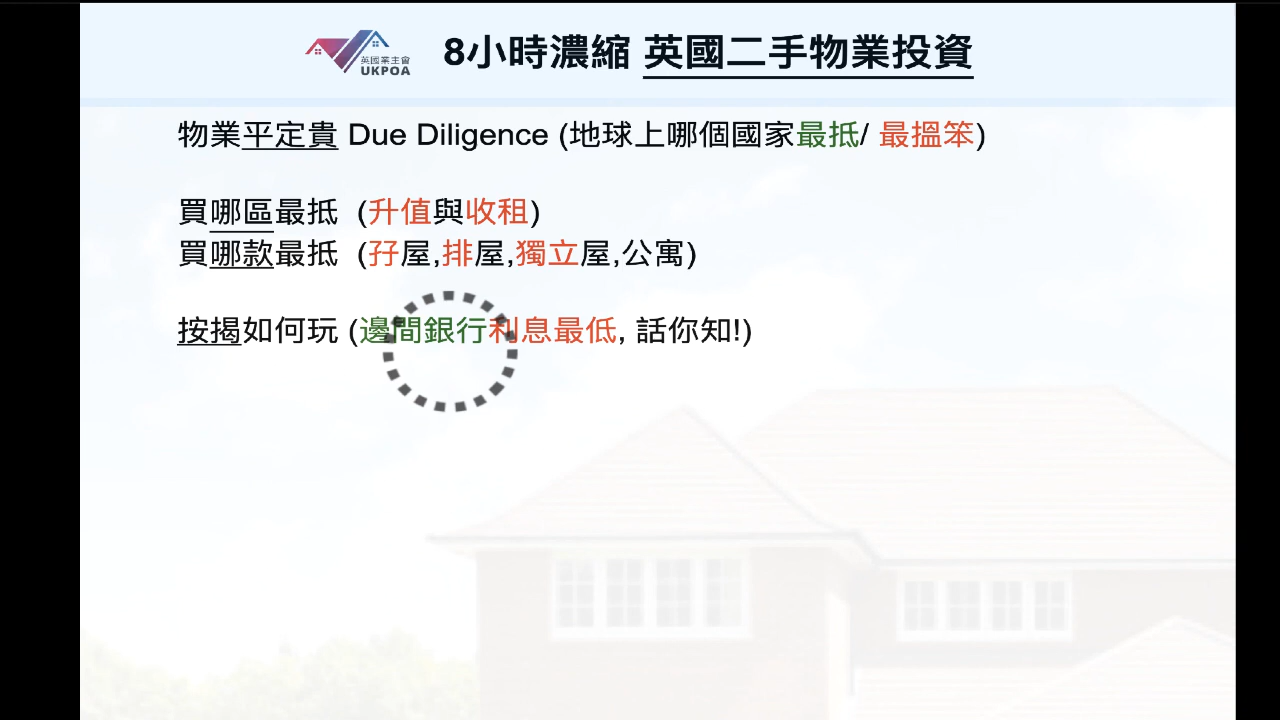 英國業主會
UKPOA
8小時濃縮 英國二手物業投資
物業平定貴 Due Diligence (地球上哪個國家最抵/ 最搵笨)
買哪區最抵 (升值與收租)
買哪款最抵 (孖屋,排屋,獨立屋,公寓)
按揭如何玩 (邊間銀行利息最低, 話你知!)